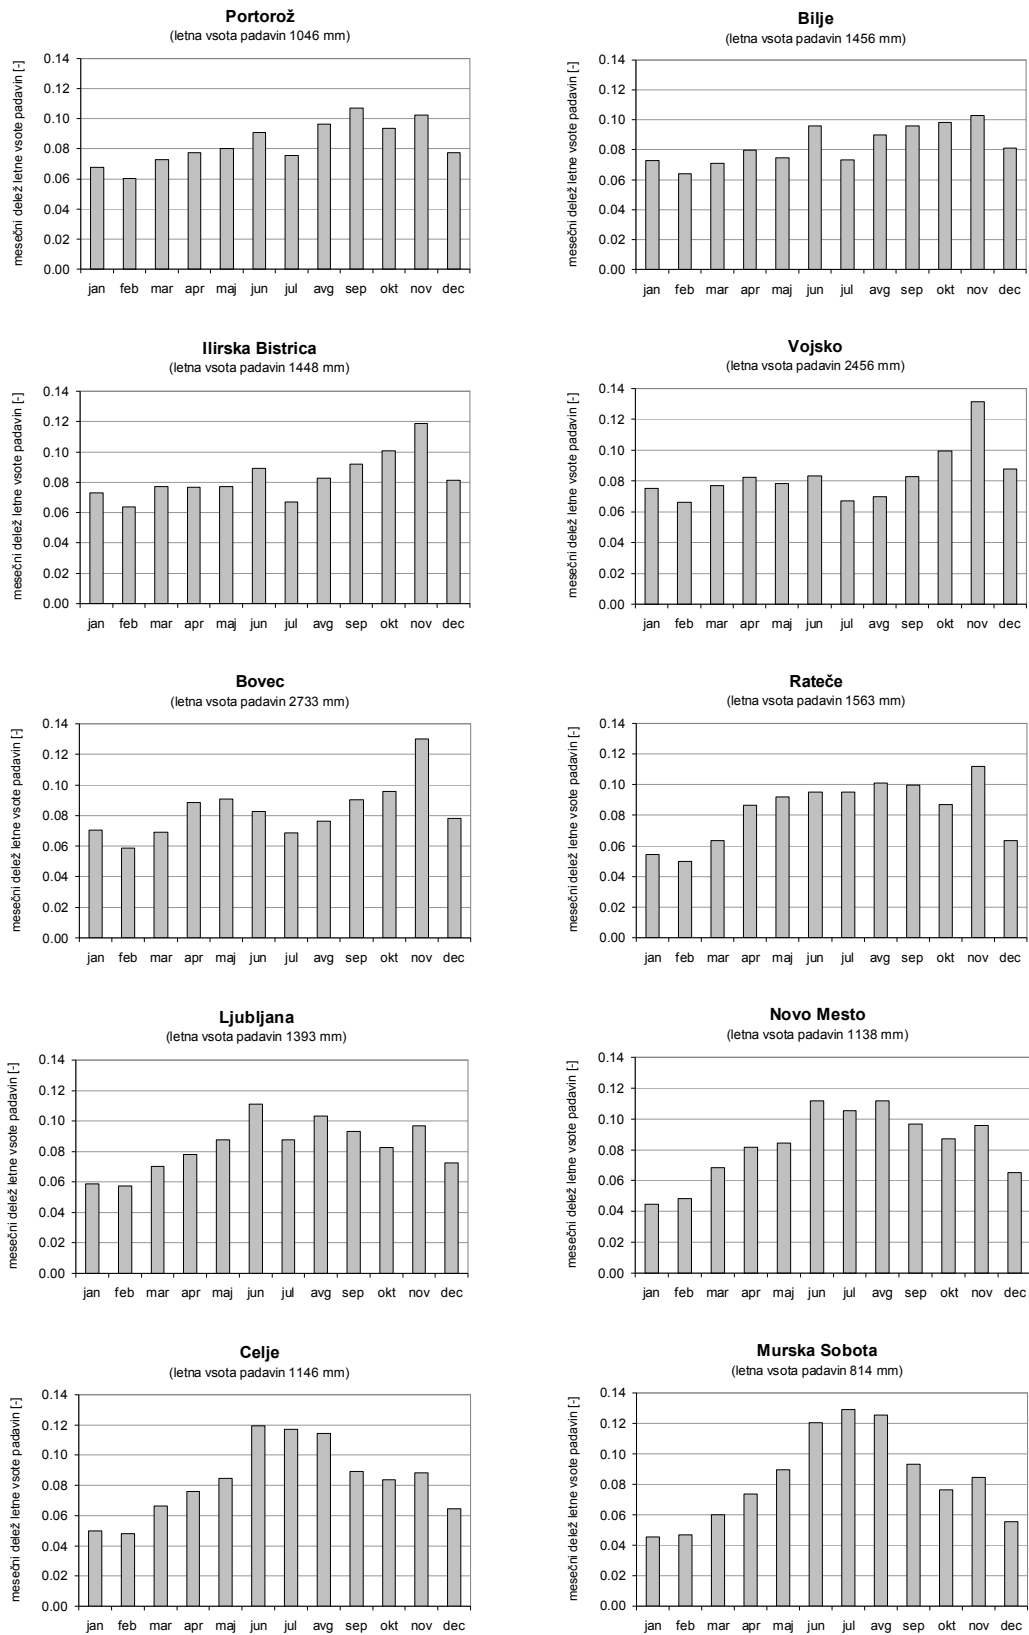 Portorož
(letna vsota padavin 1046 mm)
mesečni delež letne vsote padavin [-]
0.14
0.12
0.10
0.08
0.06
0.04
0.02
0.00
jan feb mar apr maj jun jul avg sep okt nov dec
Bilje
(letna vsota padavin 1456 mm)
mesečni delež letne vsote padavin [-]
0.14
0.12
0.10
0.08
0.06
0.04
0.02
0.00
jan feb mar apr maj jun jul avg sep okt nov dec
Ilirska Bistrica
(letna vsota padavin 1448 mm)
mesečni delež letne vsote padavin [-]
0.14
0.12
0.10
0.08
0.06
0.04
0.02
0.00
jan feb mar apr maj jun jul avg sep okt nov dec
Vojsko
(letna vsota padavin 2456 mm)
mesečni delež letne vsote padavin [-]
0.14
0.12
0.10
0.08
0.06
0.04
0.02
0.00
jan feb mar apr maj jun jul avg sep okt nov dec
Bovec
(letna vsota padavin 2733 mm)
mesečni delež letne vsote padavin [-]
0.14
0.12
0.10
0.08
0.06
0.04
0.02
0.00
jan feb mar apr maj jun jul avg sep okt nov dec
Rateče
(letna vsota padavin 1563 mm)
mesečni delež letne vsote padavin [-]
0.14
0.12
0.10
0.08
0.06
0.04
0.02
0.00
jan feb mar apr maj jun jul avg sep okt nov dec
Ljubljana
(letna vsota padavin 1393 mm)
mesečni delež letne vsote padavin [-]
0.14
0.12
0.10
0.08
0.06
0.04
0.02
0.00
jan feb mar apr maj jun jul avg sep okt nov dec
Novo Mesto
(letna vsota padavin 1138 mm)
mesečni delež letne vsote padavin [-]
0.14
0.12
0.10
0.08
0.06
0.04
0.02
0.00
jan feb mar apr maj jun jul avg sep okt nov dec
Celje
(letna vsota padavin 1146 mm)
mesečni delež letne vsote padavin [-]
0.14
0.12
0.10
0.08
0.06
0.04
0.02
0.00
jan feb mar apr maj jun jul avg sep okt nov dec
Murska Sobota
(letna vsota padavin 814 mm)
mesečni delež letne vsote padavin [-]
0.14
0.12
0.10
0.08
0.06
0.04
0.02
0.00
jan feb mar apr maj jun jul avg sep okt nov dec